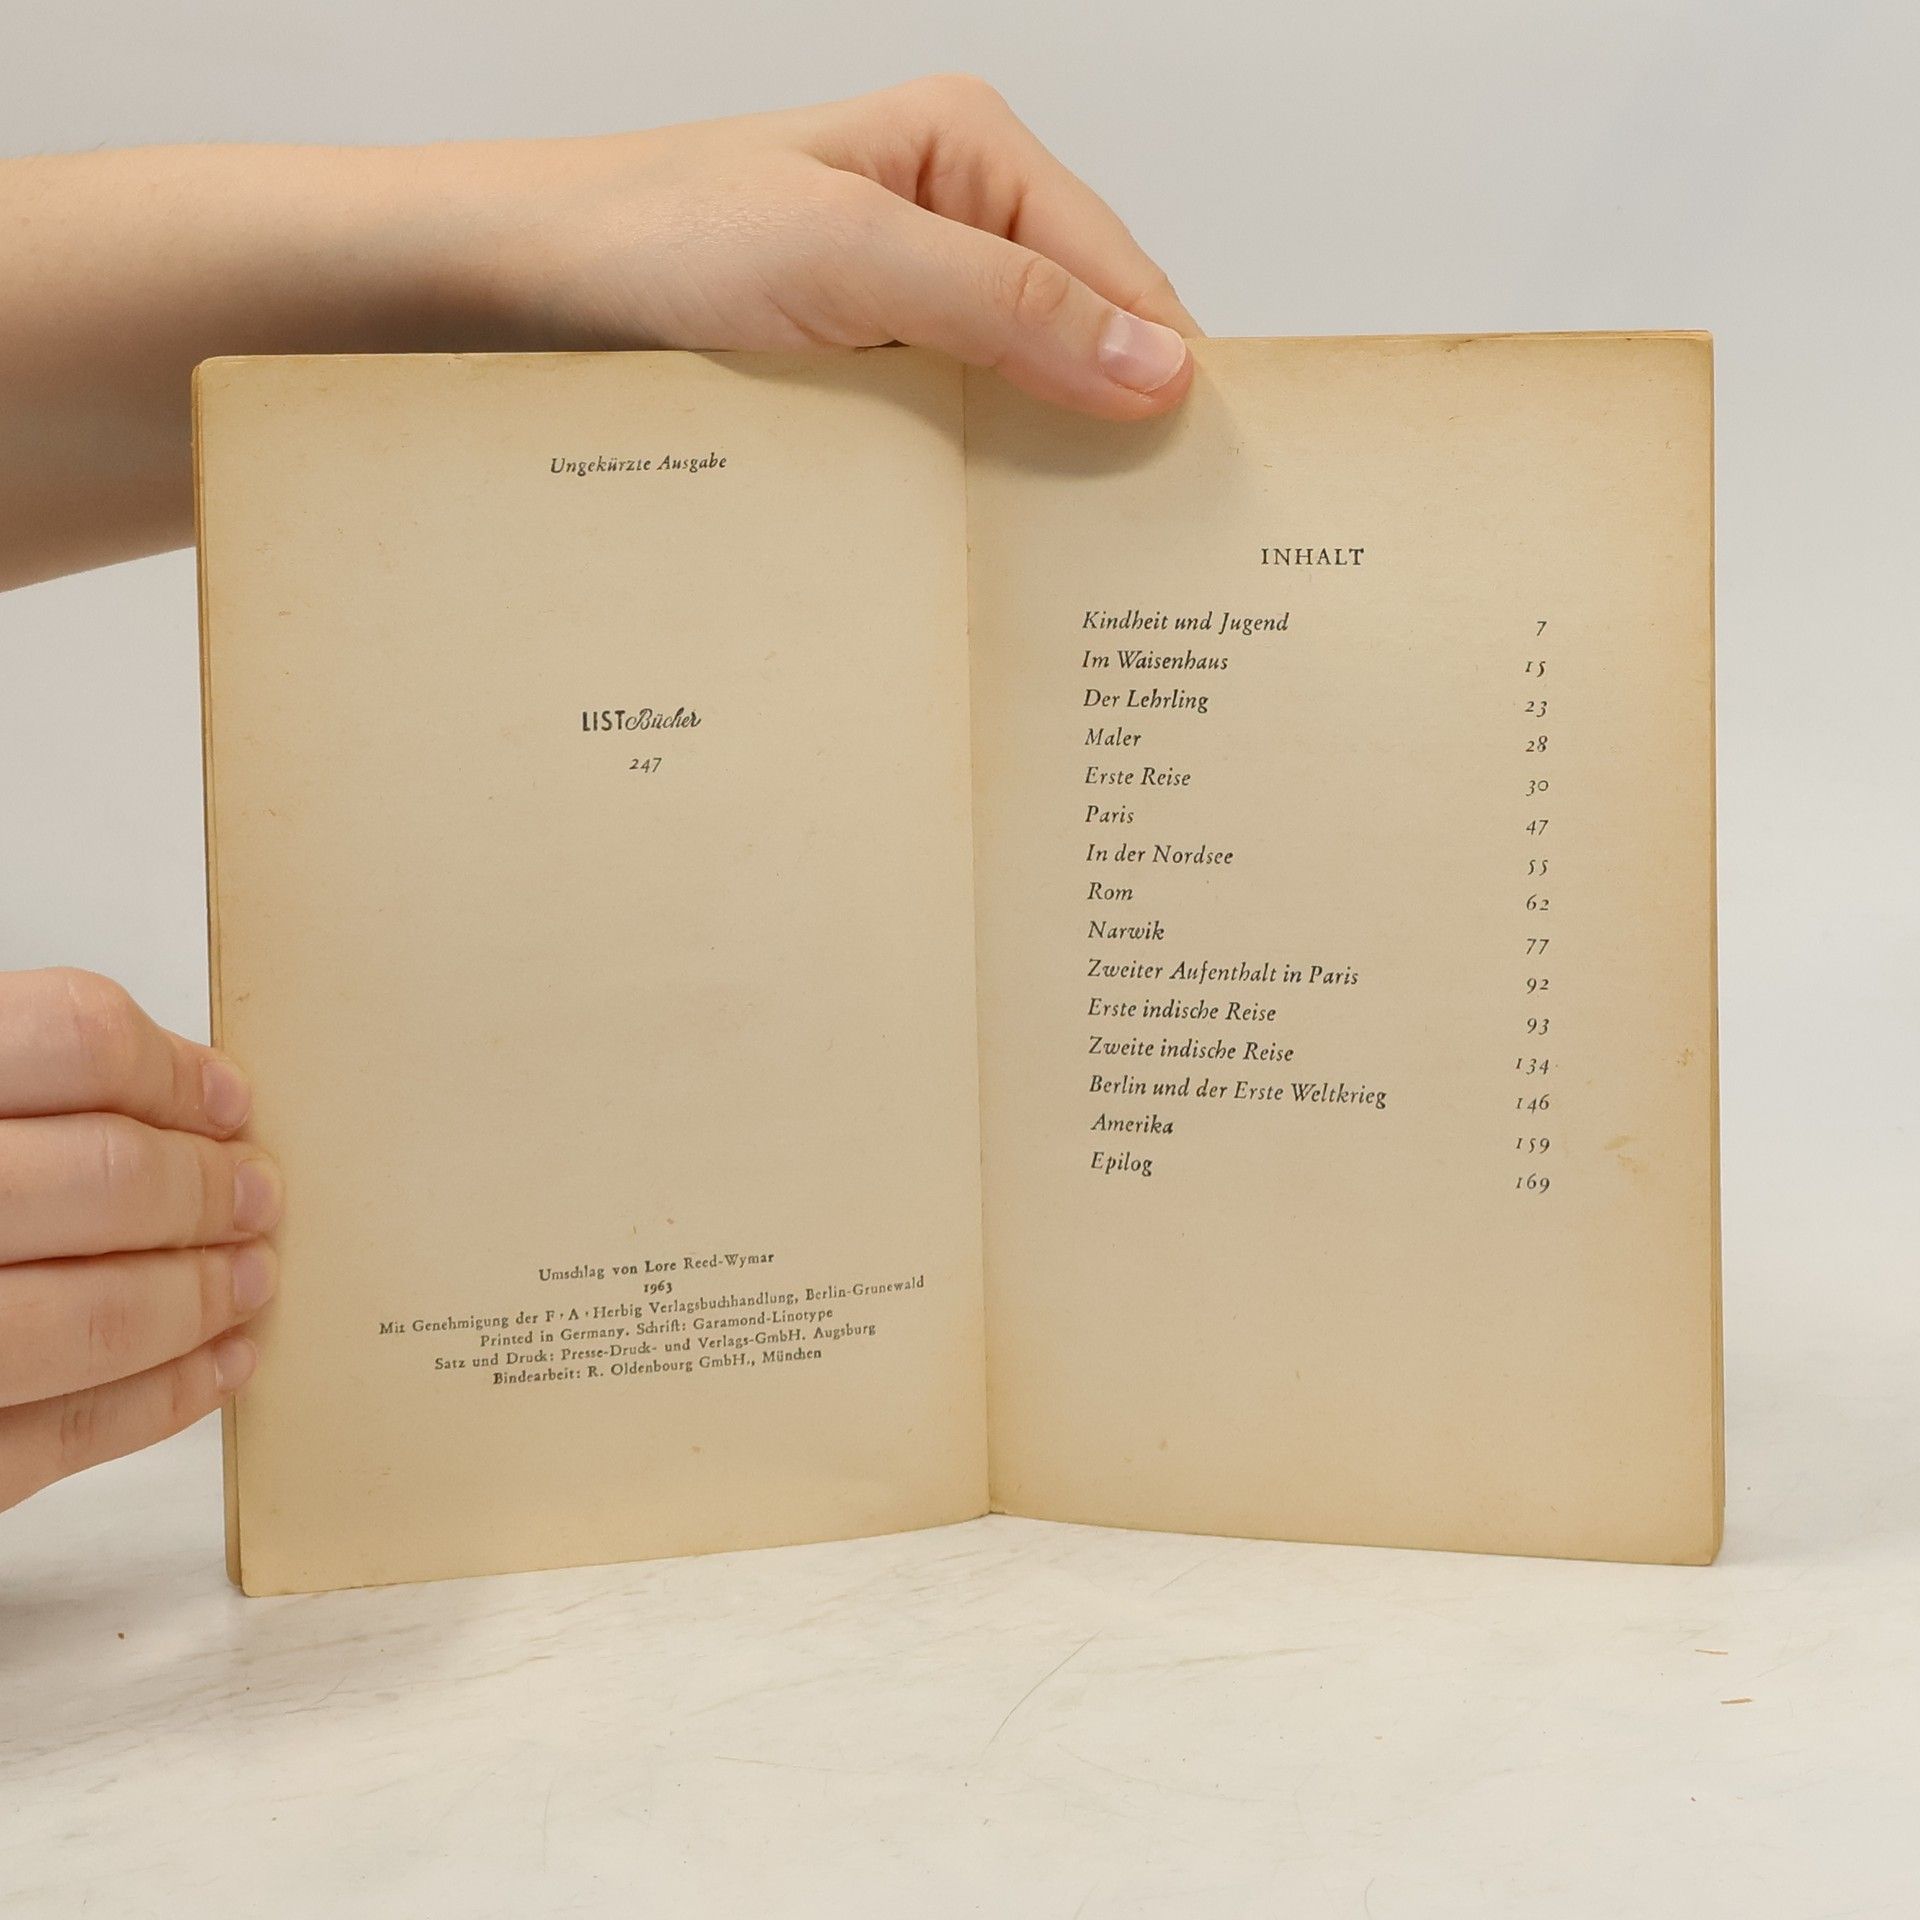 Ungekürzte Ausgabe
LIST Bücher
247
Umschlag von Lore Reed-Wymar
1963
Mit Genehmigung der F·A·Herbig Verlagsbuchhandlung, Berlin-Grunewald
Printed in Germany. Schrift: Garamond-Linotype
Satz und Druck: Presse-Druck- und Verlags-GmbH. Augsburg
Bindearbeit: R. Oldenbourg GmbH., München
INHALT
Kindheit und Jugend 7
Im Waisenhaus 15
Der Lehrling 23
Maler 28
Erste Reise 30
Paris 47
In der Nordsee 55
Rom 62
Narwik 77
Zweiter Aufenthalt in Paris 92
Erste indische Reise 93
Zweite indische Reise 134
Berlin und der Erste Weltkrieg 146
Amerika 159
Epilog 169